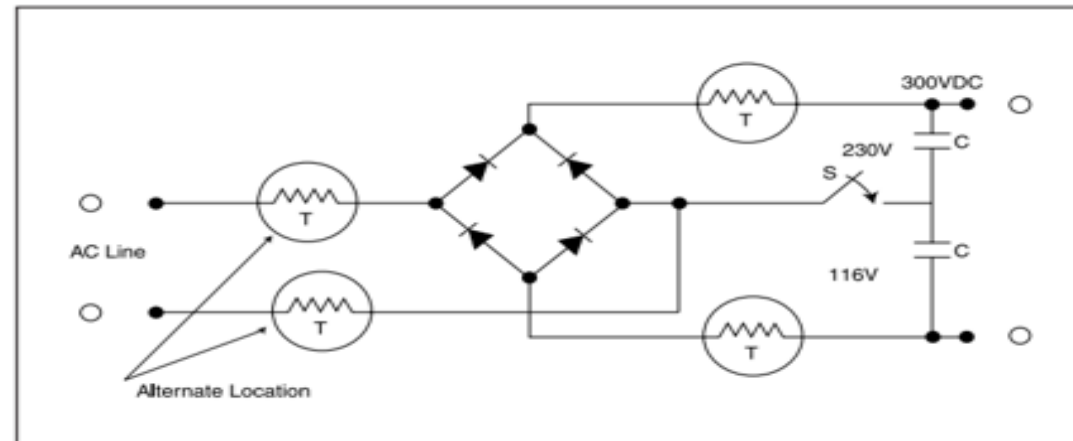 300VDC
T
C
230V
S
T
AC Line
C
116V
T
T
Alternate Location